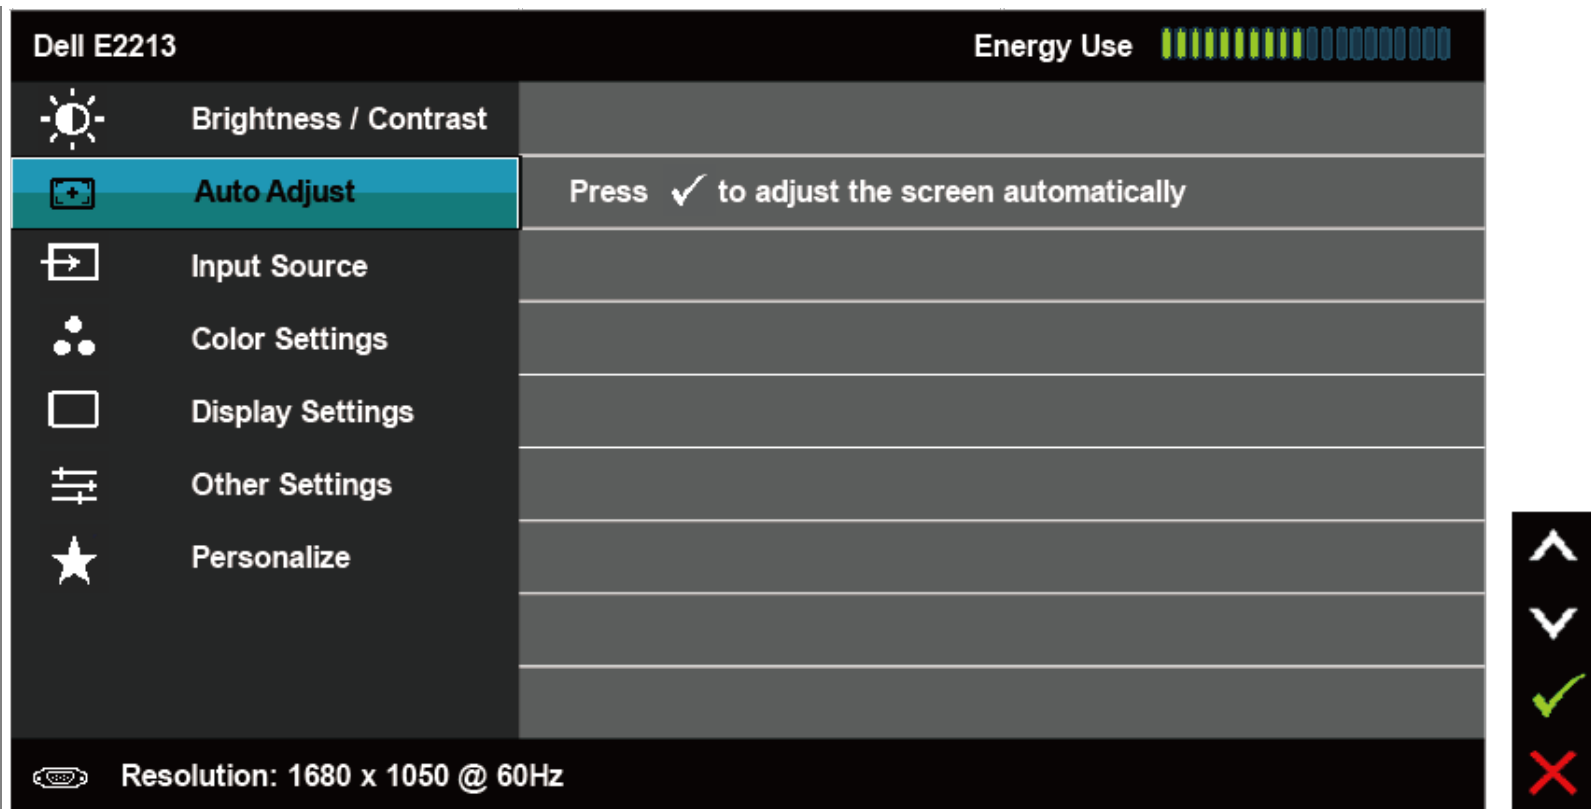 Dell E2213
Energy Use
Brightness / Contrast
Auto Adjust
Press ✓ to adjust the screen automatically
Input Source
Color Settings
Display Settings
Other Settings
Personalize
Resolution: 1680 x 1050 @ 60Hz